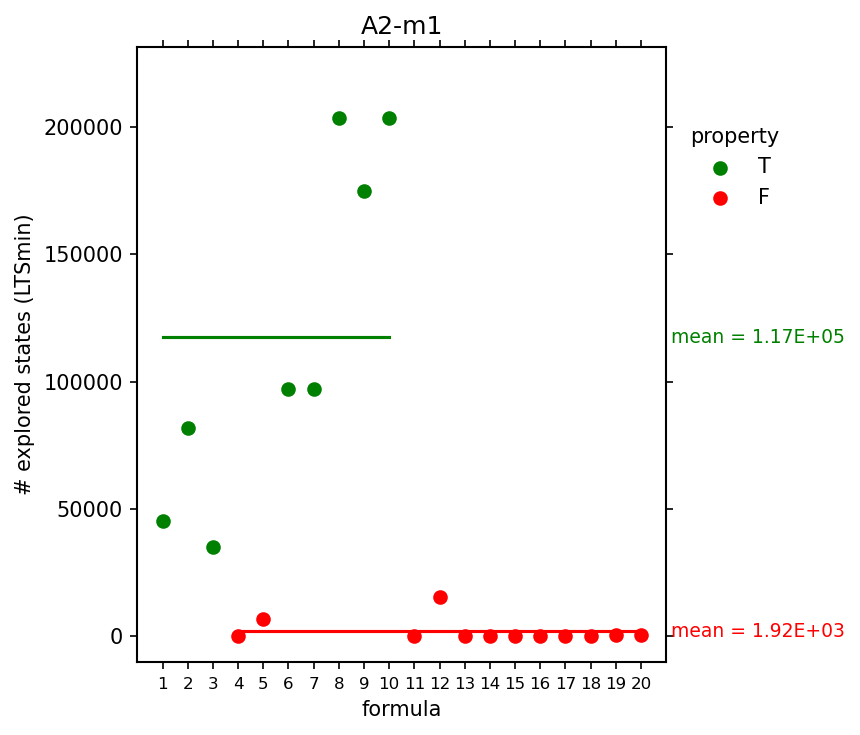 A2-m1
# explored states (LTSmin)
200000
150000
100000
50000
0
1 2 3 4 5 6 7 8 9 10 11 12 13 14 15 16 17 18 19 20
formula
property
T
F
mean = 1.17E+05
mean = 1.92E+03